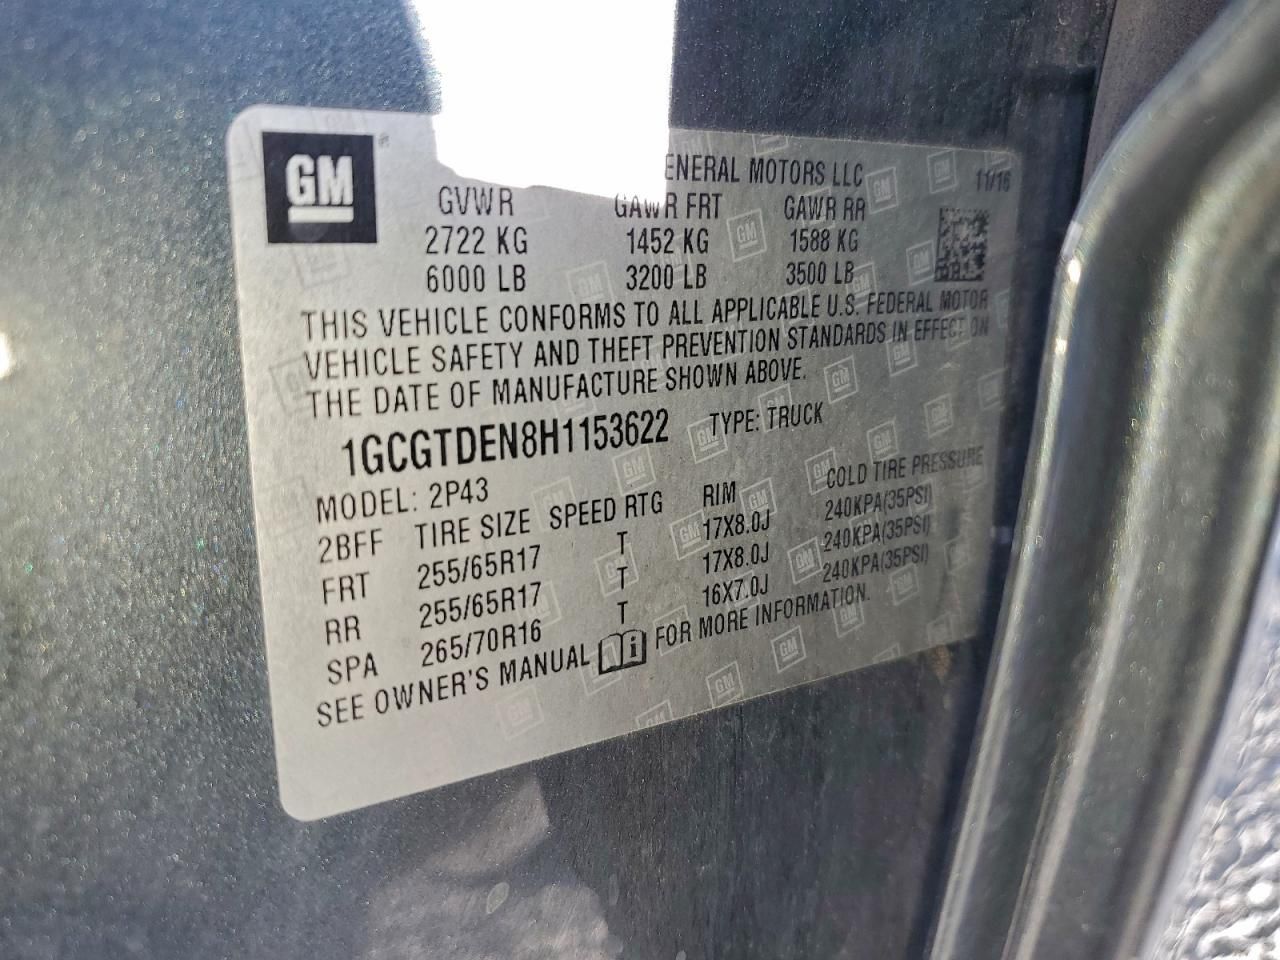 GM
ENERAL MOTORS LLC
11/16
GVWR GAWR FRT GAWR RR
2722 KG 1452 KG 1588 KG
6000 LB 3200 LB 3500 LB
THIS VEHICLE CONFORMS TO ALL APPLICABLE U.S. FEDERAL MOTOR
VEHICLE SAFETY AND THEFT PREVENTION STANDARDS IN EFFECT ON
THE DATE OF MANUFACTURE SHOWN ABOVE.
1GCGTDEN8H1153622 TYPE: TRUCK
MODEL: 2P43
2BFF TIRE SIZE SPEED RTG RIM COLD TIRE PRESSURE
FRT 255/65R17 T 17X8.0J 240KPA(35PSI)
RR 255/65R17 T 17X8.0J 240KPA(35PSI)
SPA 265/70R16 T 16X7.0J 240KPA(35PSI)
SEE OWNER'S MANUAL i FOR MORE INFORMATION.